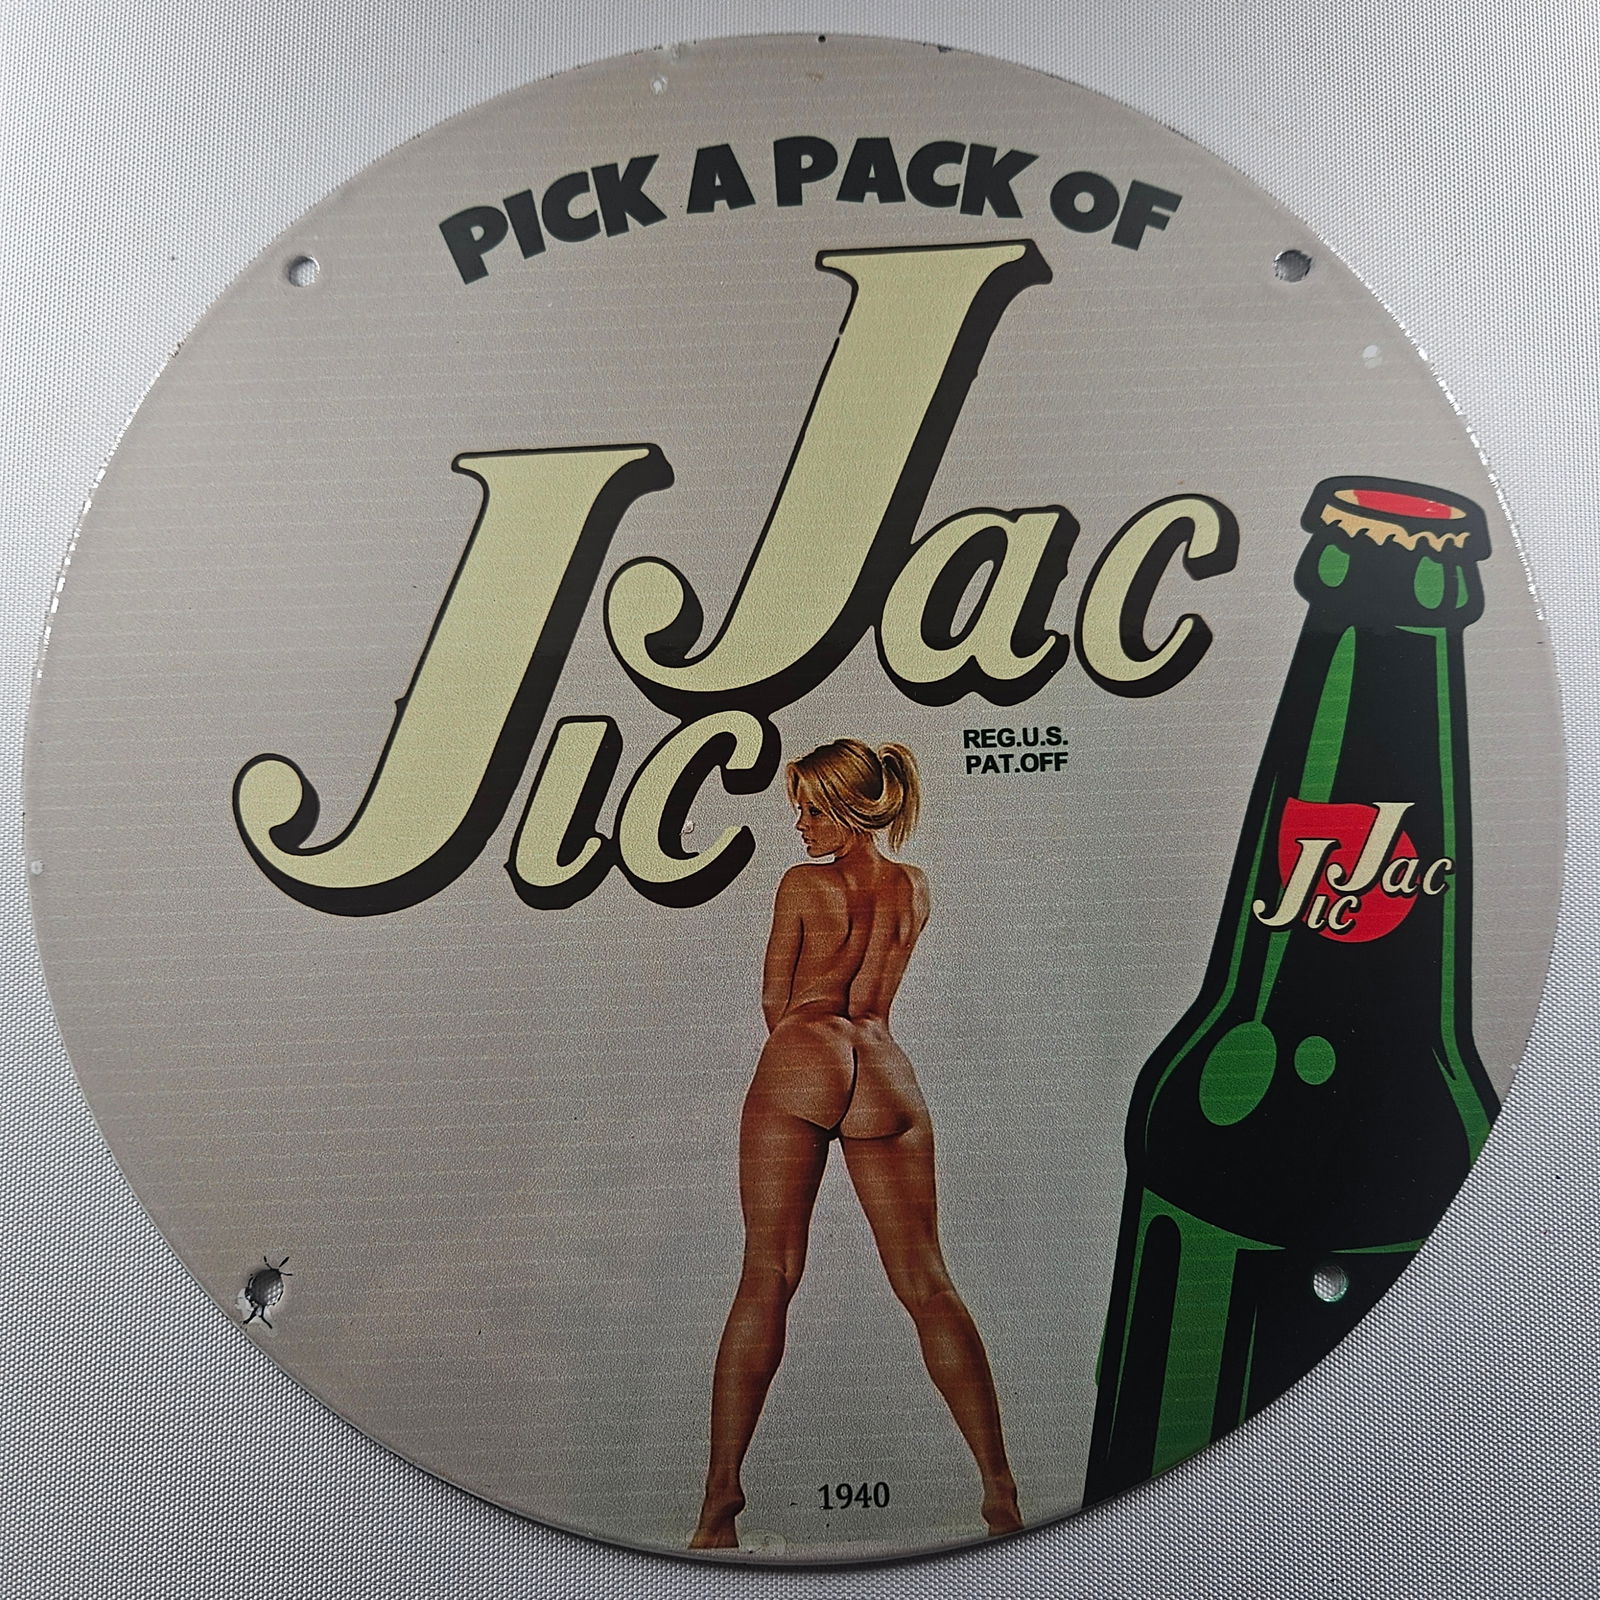 PICK A PACK OF
Jic Jac
REG.U.S.
PAT.OFF
Jic Jac
1940